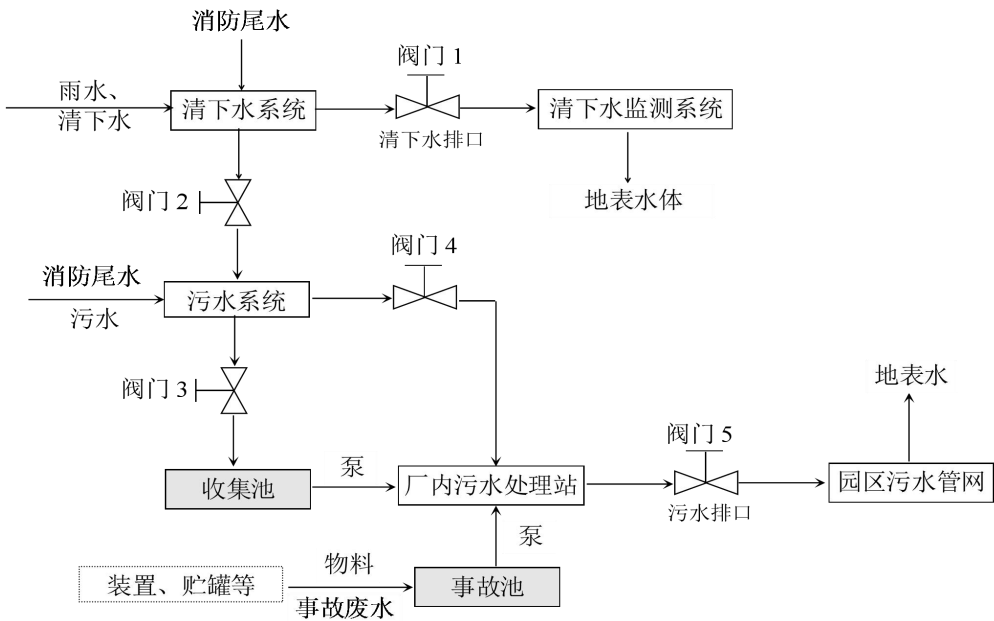 消防尾水
阀门 1
雨水、
清下水
清下水系统
清下水排口
清下水监测系统
阀门 2
地表水体
阀门 4
消防尾水
污水
污水系统
阀门 3
地表水
阀门 5
泵
收集池
厂内污水处理站
污水排口
园区污水管网
泵
物料
装置、贮罐等
事故废水
事故池